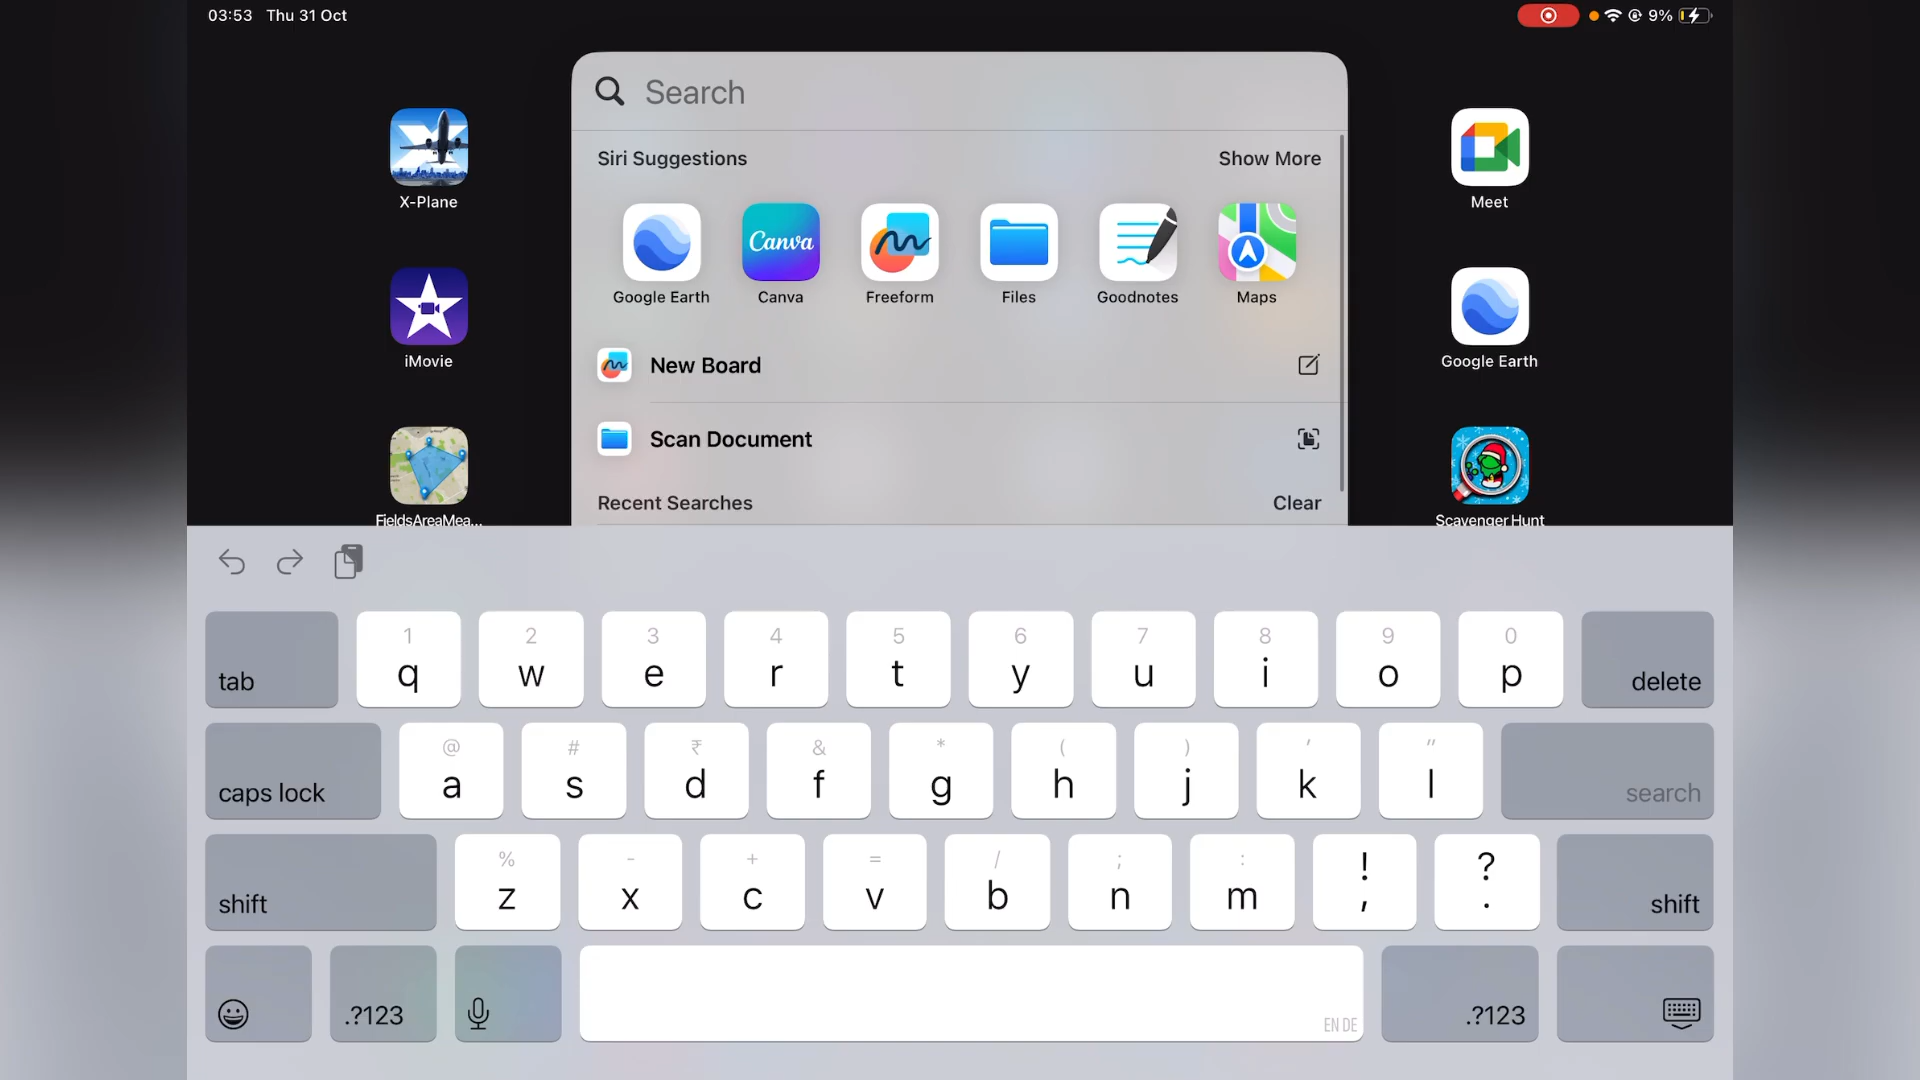 03:53 Thu 31 Oct
9%
Search
Siri Suggestions
Show More
Canva
Google Earth
Canva
Freeform
Files
Goodnotes
Maps
New Board
Scan Document
Recent Searches
Clear
X-Plane
iMovie
FieldsAreaMea...
Meet
Google Earth
Scavenger Hunt
1 2 3 4 5 6 7 8 9 0
tab q w e r t y u i o p delete
@ # ₹ & * ( ) ' "
caps lock a s d f g h j k l search
% - + = / ; : ! ?
shift z x c v b n m , . shift
.?123
EN DE
.?123